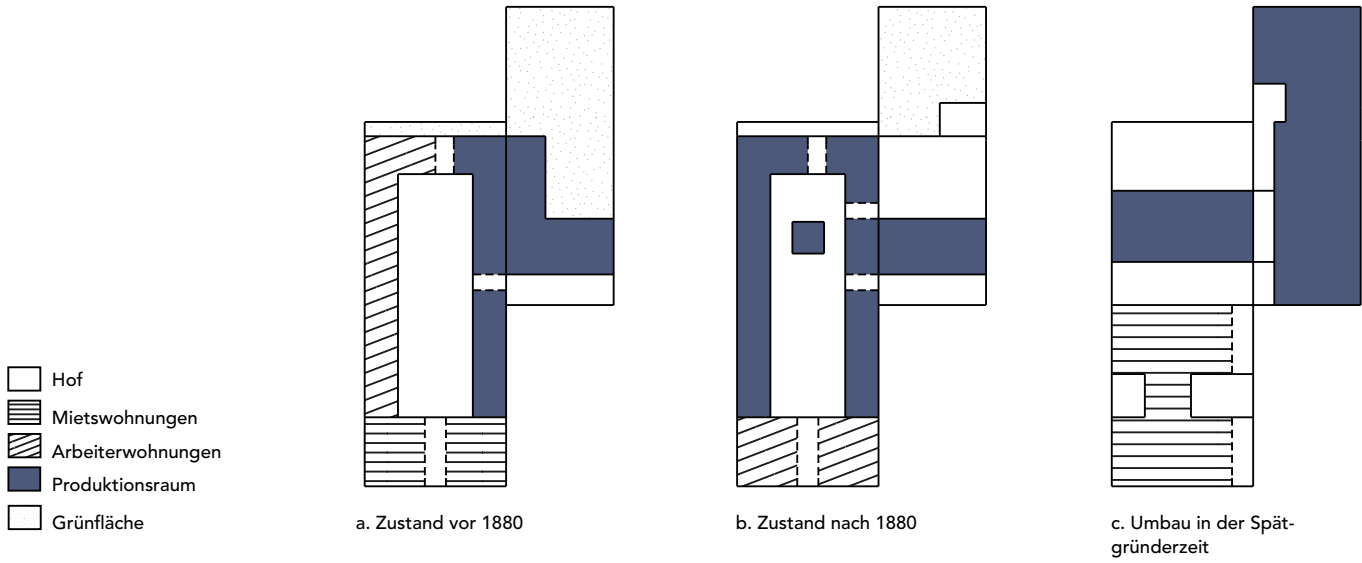 Hof
Mietswohnungen
Arbeiterwohnungen
Produktionsraum
Grünfläche
a. Zustand vor 1880
b. Zustand nach 1880
c. Umbau in der Spät-
gründerzeit